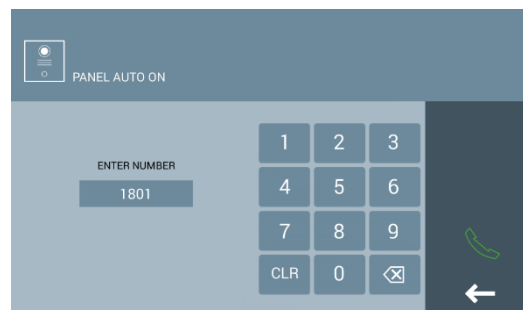 PANEL AUTO ON
ENTER NUMBER
1801
1 2 3
4 5 6
7 8 9
CLR 0